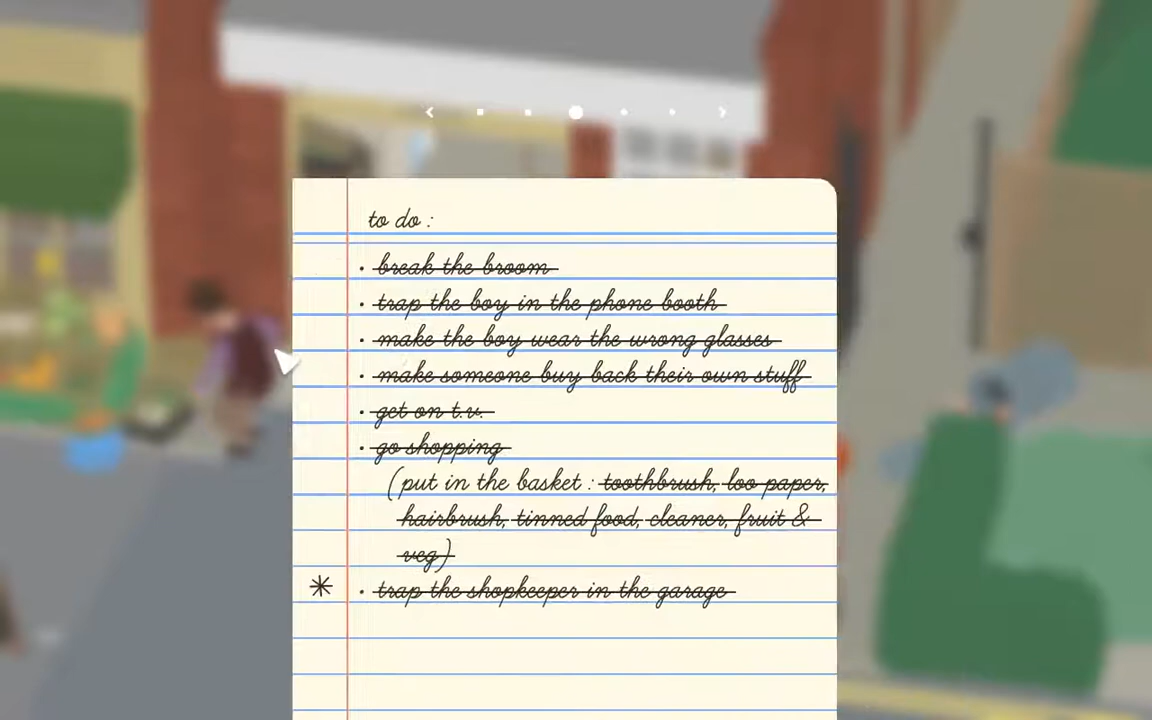 to do :
• break the broom
• trap the boy in the phone booth
• make the boy wear the wrong glasses
• make someone buy back their own stuff
• get on t.v.
• go shopping
(put in the basket : toothbrush, loo paper,
hairbrush, tinned food, cleaner, fruit &
veg)
* • trap the shopkeeper in the garage